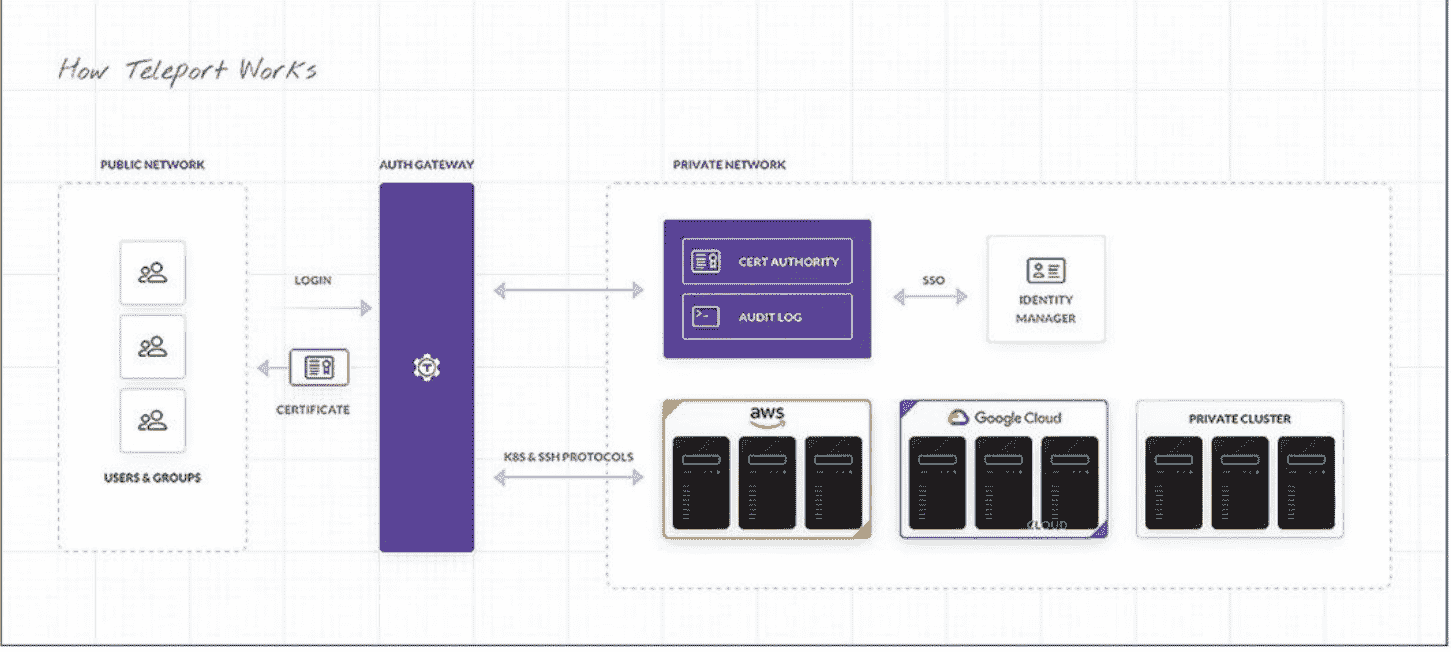 How Teleport Works
PUBLIC NETWORK
AUTH GATEWAY
PRIVATE NETWORK
LOGIN
CERTIFICATE
USERS & GROUPS
K8S & SSH PROTOCOLS
CERT AUTHORITY
AUDIT LOG
SSO
IDENTITY
MANAGER
aws
Google Cloud
CLOUD
PRIVATE CLUSTER